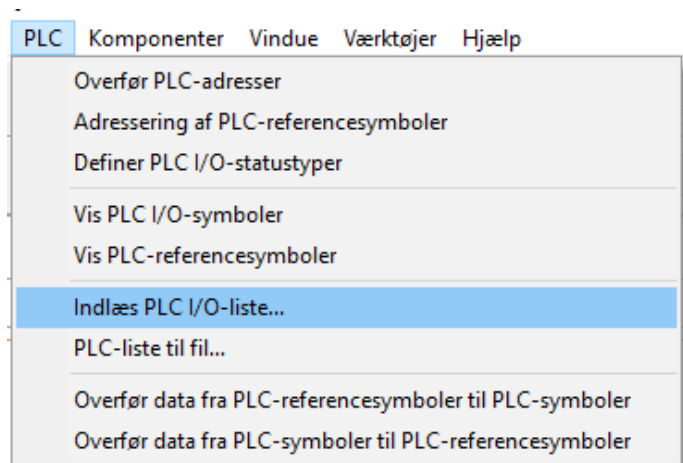 PLC Komponenter Vindue Værktøjer Hjælp
Overfør PLC-adresser
Adressering af PLC-referencesymboler
Definer PLC I/O-statustyper
Vis PLC I/O-symboler
Vis PLC-referencesymboler
Indlæs PLC I/O-liste...
PLC-liste til fil...
Overfør data fra PLC-referencesymboler til PLC-symboler
Overfør data fra PLC-symboler til PLC-referencesymboler